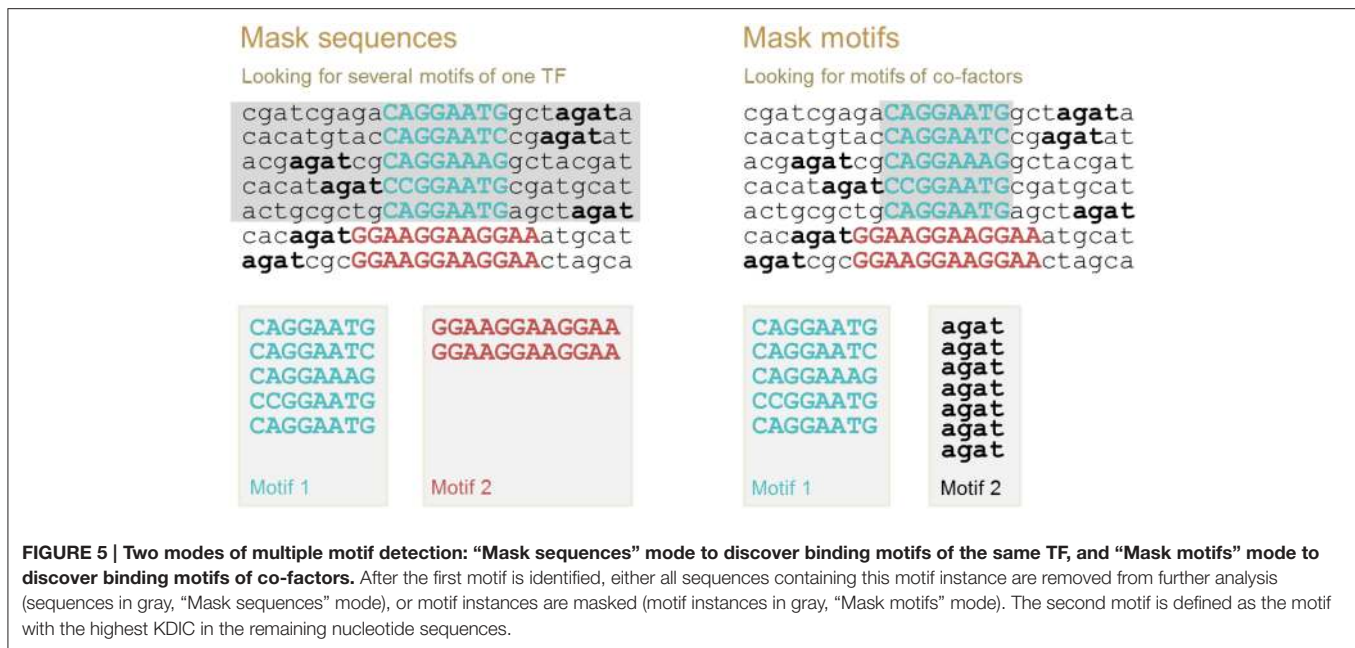 Mask sequences
Looking for several motifs of one TF
cgatcgagaCAGGAATGgctagata
cacatgtacCAGGAATCcgagatat
acgagatcgCAGGAAAGgctacgat
cacatagatCCGGAATGcgatgcat
actgcgctgCAGGAATGagctagat
cacagatGGAAGGAAGGAAatgcat
agatcgcGGAAGGAAGGAActagca
CAGGAATG
CAGGAATC
CAGGAAAG
CCGGAATG
CAGGAATG
Motif 1
GGAAGGAAGGAA
GGAAGGAAGGAA
Motif 2
Mask motifs
Looking for motifs of co-factors
cgatcgagaCAGGAATGgctagata
cacatgtacCAGGAATCcgagatat
acgagatcgCAGGAAAGgctacgat
cacatagatCCGGAATGcgatgcat
actgcgctgCAGGAATGagctagat
cacagatGGAAGGAAGGAAatgcat
agatcgcGGAAGGAAGGAActagca
CAGGAATG
CAGGAATC
CAGGAAAG
CCGGAATG
CAGGAATG
Motif 1
agat
agat
agat
agat
agat
agat
agat
Motif 2
FIGURE 5 | Two modes of multiple motif detection: “Mask sequences” mode to discover binding motifs of the same TF, and “Mask motifs” mode to
discover binding motifs of co-factors. After the first motif is identified, either all sequences containing this motif instance are removed from further analysis
(sequences in gray, “Mask sequences” mode), or motif instances are masked (motif instances in gray, “Mask motifs” mode). The second motif is defined as the motif
with the highest KDIC in the remaining nucleotide sequences.